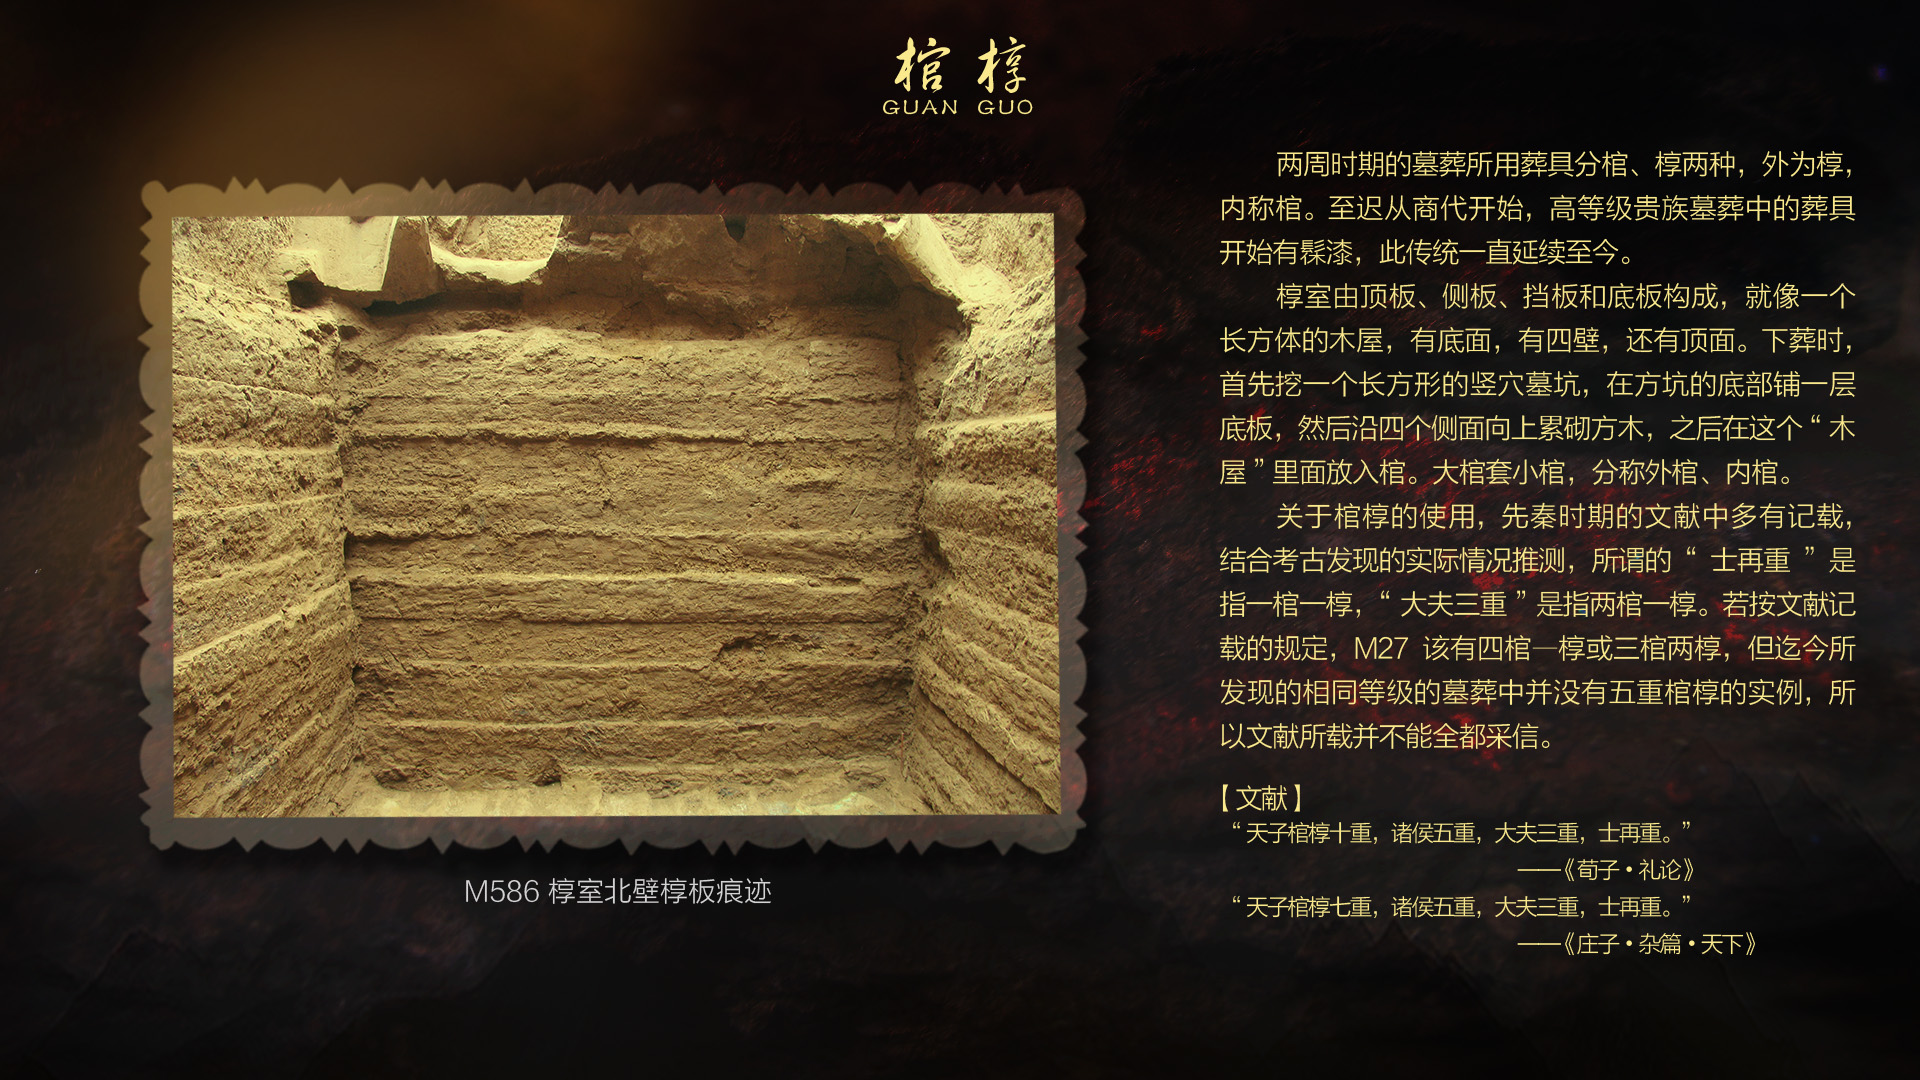 棺 椁
GUAN GUO
两周时期的墓葬所用葬具分棺、椁两种，外为椁，
内称棺。至迟从商代开始，高等级贵族墓葬中的葬具
开始有髹漆，此传统一直延续至今。
椁室由顶板、侧板、挡板和底板构成，就像一个
长方体的木屋，有底面，有四壁，还有顶面。下葬时，
首先挖一个长方形的竖穴墓坑，在方坑的底部铺一层
底板，然后沿四个侧面向上累砌方木，之后在这个“木
屋”里面放入棺。大棺套小棺，分称外棺、内棺。
关于棺椁的使用，先秦时期的文献中多有记载，
结合考古发现的实际情况推测，所谓的“士再重”是
指一棺一椁，“大夫三重”是指两棺一椁。若按文献记
载的规定，M27 该有四棺一椁或三棺两椁，但迄今所
发现的相同等级的墓葬中并没有五重棺椁的实例，所
以文献所载并不能全都采信。
【文献】
“天子棺椁十重，诸侯五重，大夫三重，士再重。”
——《荀子·礼论》
“天子棺椁七重，诸侯五重，大夫三重，士再重。”
——《庄子·杂篇·天下》
M586 椁室北壁椁板痕迹